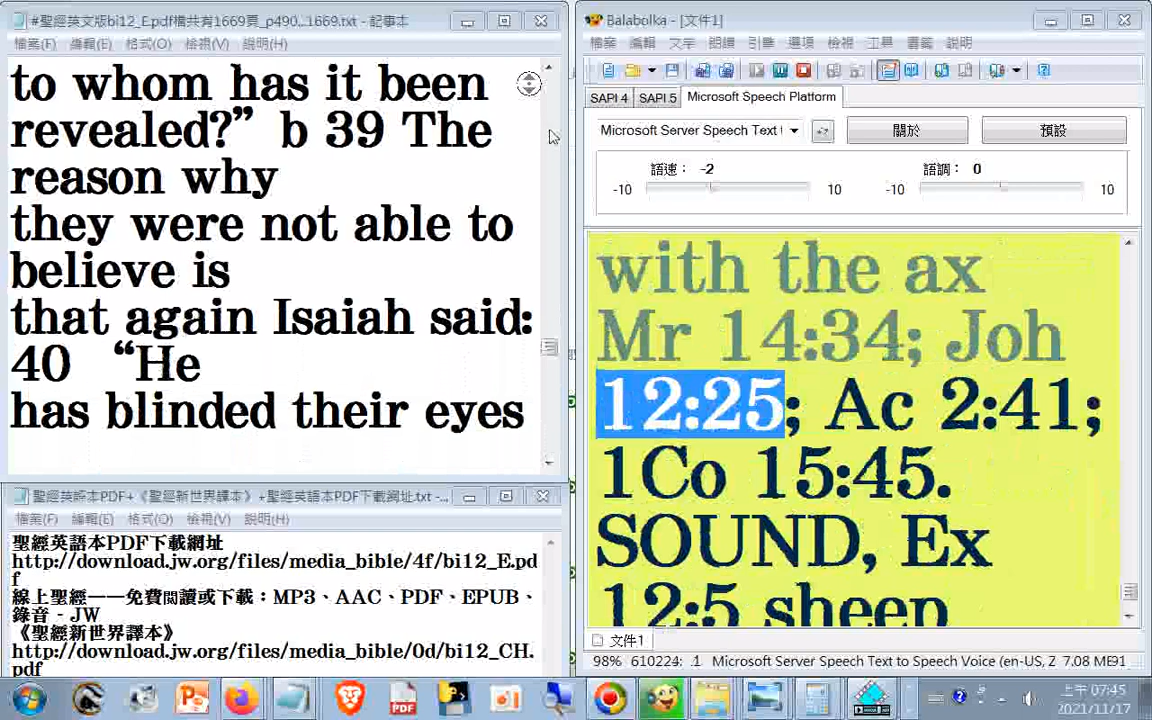 #聖經英文版bi12_E.pdf檔共有1669頁_p490,..1669.txt - 記事本
檔案(F) 編輯(E) 格式(O) 檢視(V) 說明(H)
to whom has it been
revealed?” b 39 The
reason why
they were not able to
believe is
that again Isaiah said:
40 “He
has blinded their eyes
聖經英語本PDF+《聖經新世界譯本》+聖經英語本PDF下載網址.txt -...
檔案(F) 編輯(E) 格式(O) 檢視(V) 說明(H)
聖經英語本PDF下載網址
http://download.jw.org/files/media_bible/4f/bi12_E.pd
f
線上聖經——免費閱讀或下載：MP3、AAC、PDF、EPUB、
錄音 - JW
《聖經新世界譯本》
http://download.jw.org/files/media_bible/0d/bi12_CH.
pdf
Balabolka - [文件1]
檔案 編輯 文字 朗讀 引擎 選項 檢視 工具 書籤 說明
SAPI 4 SAPI 5 Microsoft Speech Platform
Microsoft Server Speech Text 關於 預設
語速： -2 語調： 0
-10 10 -10 10
with the ax
Mr 14:34; Joh
12:25; Ac 2:41;
1Co 15:45.
SOUND, Ex
12:5 sheep
文件1
98% 610224: .1 Microsoft Server Speech Text to Speech Voice (en-US, Z 7.08 ME91
上午 07:45
2021/11/17